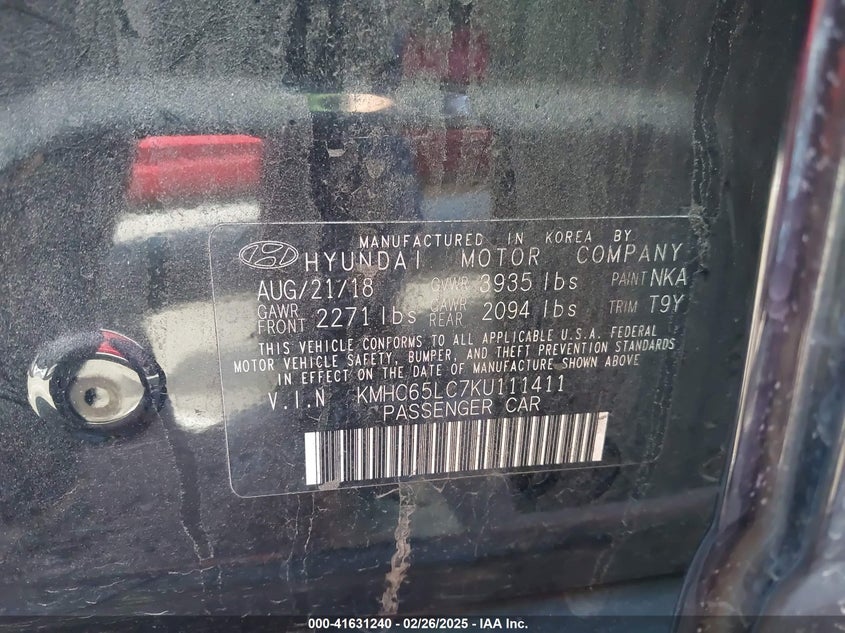 MANUFACTURED IN KOREA BY
HYUNDAI MOTOR COMPANY
AUG/21/18 GVWR 3935 lbs PAINT NKA
GAWR FRONT 2271 lbs GAWR REAR 2094 lbs TRIM T9Y
THIS VEHICLE CONFORMS TO ALL APPLICABLE U.S.A. FEDERAL
MOTOR VEHICLE SAFETY, BUMPER, AND THEFT PREVENTION STANDARDS
IN EFFECT ON THE DATE OF MANUFACTURE SHOWN ABOVE
V.I.N KMHC65LC7KU111411
PASSENGER CAR
000-41631240 - 02/26/2025 - IAA Inc.